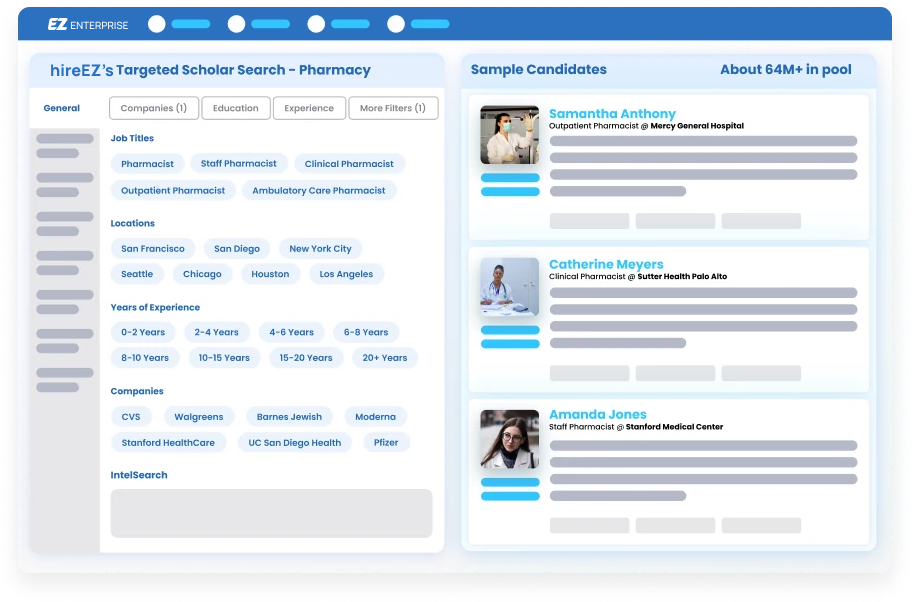 EZ ENTERPRISE
hireEZ's Targeted Scholar Search - Pharmacy
General
Companies (1)
Education
Experience
More Filters (1)
Job Titles
Pharmacist
Staff Pharmacist
Clinical Pharmacist
Outpatient Pharmacist
Ambulatory Care Pharmacist
Locations
San Francisco
San Diego
New York City
Seattle
Chicago
Houston
Los Angeles
Years of Experience
0-2 Years
2-4 Years
4-6 Years
6-8 Years
8-10 Years
10-15 Years
15-20 Years
20+ Years
Companies
CVS
Walgreens
Barnes Jewish
Moderna
Stanford HealthCare
UC San Diego Health
Pfizer
IntelSearch
Sample Candidates
About 64M+ in pool
Samantha Anthony
Outpatient Pharmacist @ Mercy General Hospital
Catherine Meyers
Clinical Pharmacist @ Sutter Health Palo Alto
Amanda Jones
Staff Pharmacist @ Stanford Medical Center